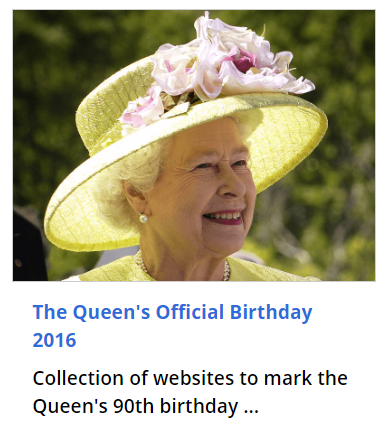 The Queen's Official Birthday
2016
Collection of websites to mark the
Queen's 90th birthday ...